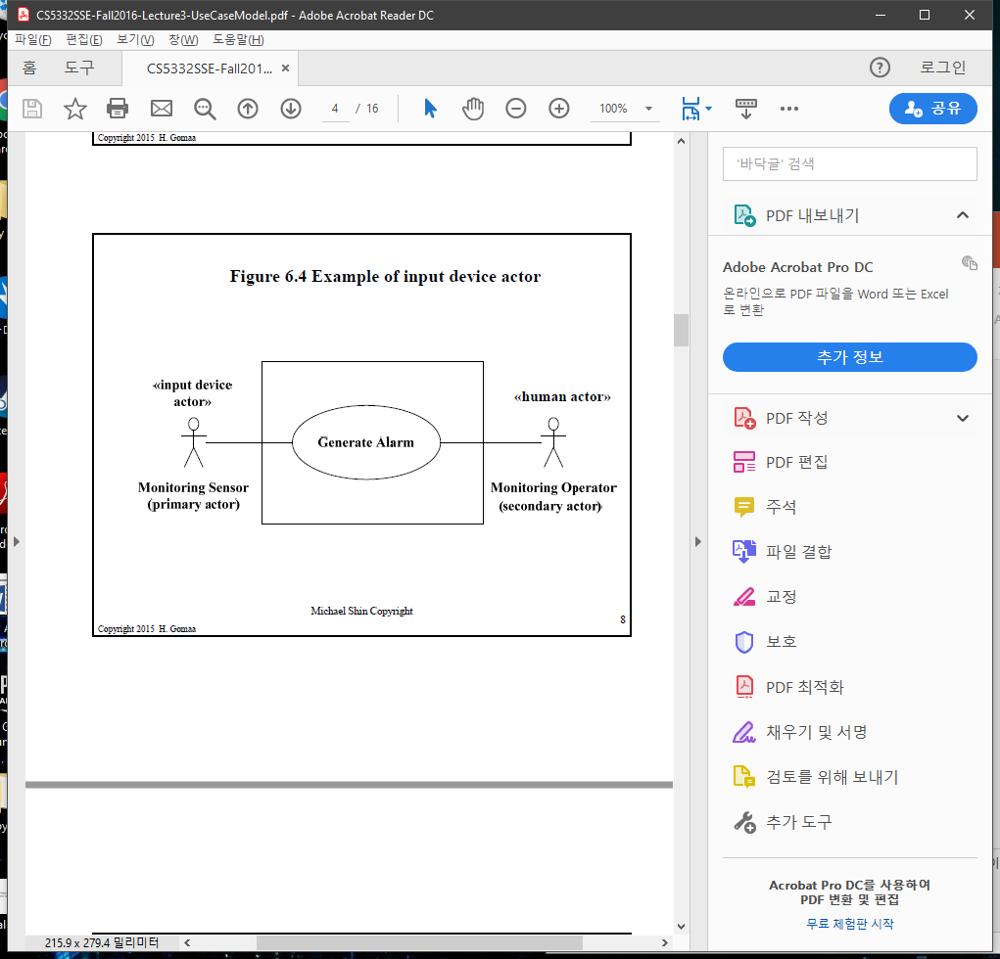 CS5332SSE-Fall2016-Lecture3-UseCaseModel.pdf - Adobe Acrobat Reader DC
파일(F) 편집(E) 보기(V) 창(W) 도움말(H)
홈 도구 CS5332SSE-Fall201... × 로그인
4 / 16 100% 공유
Copyright 2015 H. Gomaa
'바닥글' 검색
PDF 내보내기
Adobe Acrobat Pro DC
온라인으로 PDF 파일을 Word 또는 Excel
로 변환
추가 정보
PDF 작성
PDF 편집
주석
파일 결합
교정
보호
PDF 최적화
채우기 및 서명
검토를 위해 보내기
추가 도구
Acrobat Pro DC를 사용하여
PDF 변환 및 편집
무료 체험판 시작
Figure 6.4 Example of input device actor
«input device
actor»
«human actor»
Generate Alarm
Monitoring Sensor
(primary actor)
Monitoring Operator
(secondary actor)
Michael Shin Copyright
8
Copyright 2015 H. Gomaa
215.9 x 279.4 밀리미터